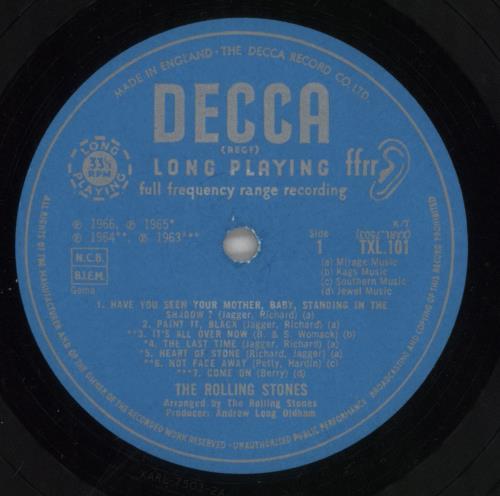 MADE IN ENGLAND · THE DECCA RECORD CO. LTD.
DECCA
(REGD)
LONG PLAYING
33⅓
RPM
LONG PLAYING
ffrr
full frequency range recording
℗ 1966, ℗ 1965*
℗ 1964**, ℗ 1963***
N.C.B.
B.I.E.M.
Gema
Side
1
K/T
(XARL.7503)
TXL.101
(a) Mirage Music
(b) Kags Music
(c) Southern Music
(d) Jewel Music
1. HAVE YOU SEEN YOUR MOTHER, BABY, STANDING IN THE
SHADOW ? (Jagger, Richard) (a)
2. PAINT IT, BLACK (Jagger, Richard) (a)
**3. IT'S ALL OVER NOW (B. & S. Womack) (b)
*4. THE LAST TIME (Jagger, Richard) (a)
*5. HEART OF STONE (Richard, Jagger) (a)
**6. NOT FADE AWAY (Petty, Hardin) (c)
***7. COME ON (Berry) (d)
THE ROLLING STONES
Arranged by The Rolling Stones
Producer: Andrew Loog Oldham
ALL RIGHTS OF THE MANUFACTURER AND OF THE OWNER OF THE RECORDED WORK RESERVED · UNAUTHORISED PUBLIC PERFORMANCE, BROADCASTING AND COPYING OF THIS RECORD PROHIBITED